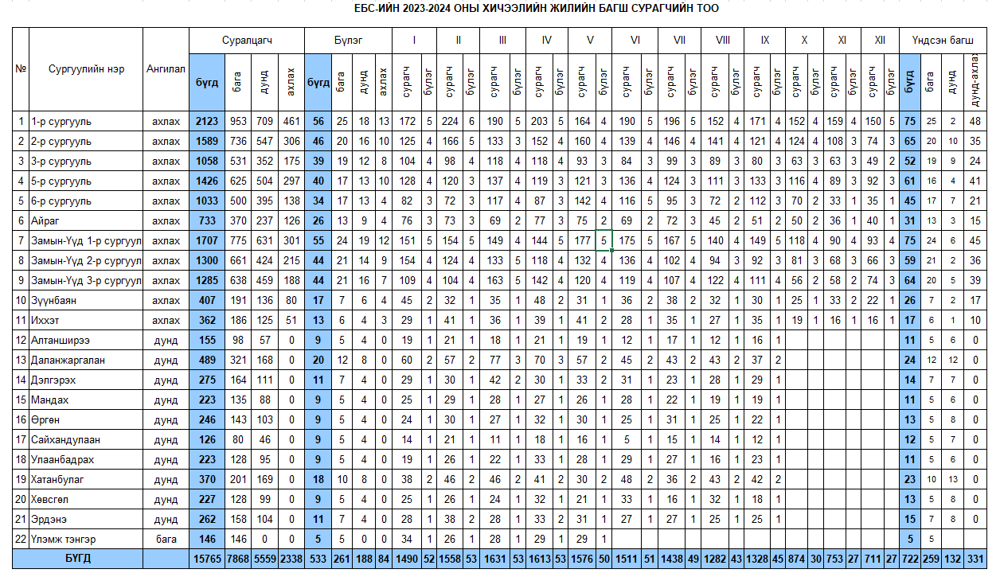 ЕБС-ИЙН 2023-2024 ОНЫ ХИЧЭЭЛИЙН ЖИЛИЙН БАГШ СУРАГЧИЙН ТОО
№ Сургуулийн нэр Ангилал Суралцагч Бүлэг I II III IV V VI VII VIII IX X XI XII Үндсэн багш
бүгд бага дунд ахлах бүгд бага дунд ахлах сурагч бүлэг сурагч бүлэг сурагч бүлэг сурагч бүлэг сурагч бүлэг сурагч бүлэг сурагч бүлэг сурагч бүлэг сурагч бүлэг сурагч бүлэг сурагч бүлэг сурагч бүлэг бүгд бага дунд дунд-ахлах
1 1-р сургууль ахлах 2123 953 709 461 56 25 18 13 172 5 224 6 190 5 203 5 164 4 190 5 196 5 152 4 171 4 152 4 159 4 150 5 75 25 2 48
2 2-р сургууль ахлах 1589 736 547 306 46 20 16 10 125 4 166 5 133 3 152 4 160 4 139 4 146 4 141 4 121 4 124 4 108 3 74 3 65 20 10 35
3 3-р сургууль ахлах 1058 531 352 175 39 19 12 8 104 4 98 4 118 4 118 4 93 3 84 3 99 3 89 3 80 3 63 3 63 3 49 2 52 19 9 24
4 5-р сургууль ахлах 1426 625 504 297 40 17 13 10 128 4 120 3 137 4 119 3 121 3 136 4 124 3 111 3 133 3 116 4 89 3 92 3 61 16 4 41
5 6-р сургууль ахлах 1033 500 395 138 34 17 13 4 82 3 72 3 117 4 87 3 142 4 116 5 95 3 72 2 112 3 70 2 33 1 35 1 45 17 7 21
6 Айраг ахлах 733 370 237 126 26 13 9 4 76 3 73 3 69 2 77 3 75 2 69 2 72 3 45 2 51 2 50 2 36 1 40 1 31 13 3 15
7 Замын-Үүд 1-р сургуул ахлах 1707 775 631 301 55 24 19 12 151 5 154 5 149 4 144 5 177 5 175 5 167 5 140 4 149 5 118 4 90 4 93 4 75 24 6 45
8 Замын-Үүд 2-р сургуул ахлах 1300 661 424 215 44 21 14 9 154 4 124 4 133 5 118 4 132 4 136 4 102 4 94 3 92 3 81 3 68 3 66 3 59 21 2 36
9 Замын-Үүд 3-р сургуул ахлах 1285 638 459 188 44 21 16 7 109 4 104 4 163 5 142 4 120 4 119 4 107 4 122 4 111 4 56 2 58 2 74 3 64 20 5 39
10 Зүүнбаян ахлах 407 191 136 80 17 7 6 4 45 2 32 1 35 1 48 2 31 1 36 2 38 2 32 1 30 1 25 1 33 2 22 1 26 7 2 17
11 Иххэт ахлах 362 186 125 51 13 6 4 3 29 1 41 1 36 1 39 1 41 2 28 1 35 1 27 1 35 1 19 1 16 1 16 1 17 6 1 10
12 Алтанширээ дунд 155 98 57 0 9 5 4 0 19 1 21 1 18 1 21 1 19 1 12 1 17 1 12 1 16 1 11 5 6 0
13 Даланжаргалан дунд 489 321 168 0 20 12 8 0 60 2 57 2 77 3 70 3 57 2 45 2 43 2 43 2 37 2 24 12 12 0
14 Дэлгэрэх дунд 275 164 111 0 11 7 4 0 29 1 30 1 42 2 30 1 33 2 31 1 23 1 28 1 29 1 14 7 7 0
15 Мандах дунд 223 135 88 0 9 5 4 0 25 1 29 1 28 1 27 1 26 1 28 1 22 1 19 1 19 1 11 5 6 0
16 Өргөн дунд 246 143 103 0 9 5 4 0 24 1 30 1 27 1 32 1 30 1 25 1 31 1 25 1 22 1 13 5 8 0
17 Сайхандулаан дунд 126 80 46 0 9 5 4 0 14 1 21 1 11 1 18 1 16 1 5 1 15 1 14 1 12 1 12 5 7 0
18 Улаанбадрах дунд 223 128 95 0 9 5 4 0 19 1 26 1 22 1 33 1 28 1 29 1 27 1 16 1 23 1 11 5 6 0
19 Хатанбулаг дунд 370 201 169 0 18 10 8 0 38 2 46 2 46 2 41 2 30 2 48 2 36 2 43 2 42 2 23 10 13 0
20 Хөвсгөл дунд 227 128 99 0 9 5 4 0 25 1 26 1 24 1 32 1 21 1 33 1 16 1 32 1 18 1 13 5 8 0
21 Эрдэнэ дунд 262 158 104 0 11 7 4 0 28 1 38 2 28 1 33 2 31 1 27 1 27 1 25 1 25 1 15 7 8 0
22 Үлэмж тэнгэр бага 146 146 0 0 5 5 0 0 34 1 26 1 28 1 29 1 29 1 5 5
БҮГД 15765 7868 5559 2338 533 261 188 84 1490 52 1558 53 1631 53 1613 53 1576 50 1511 51 1438 49 1282 43 1328 45 874 30 753 27 711 27 722 259 132 331